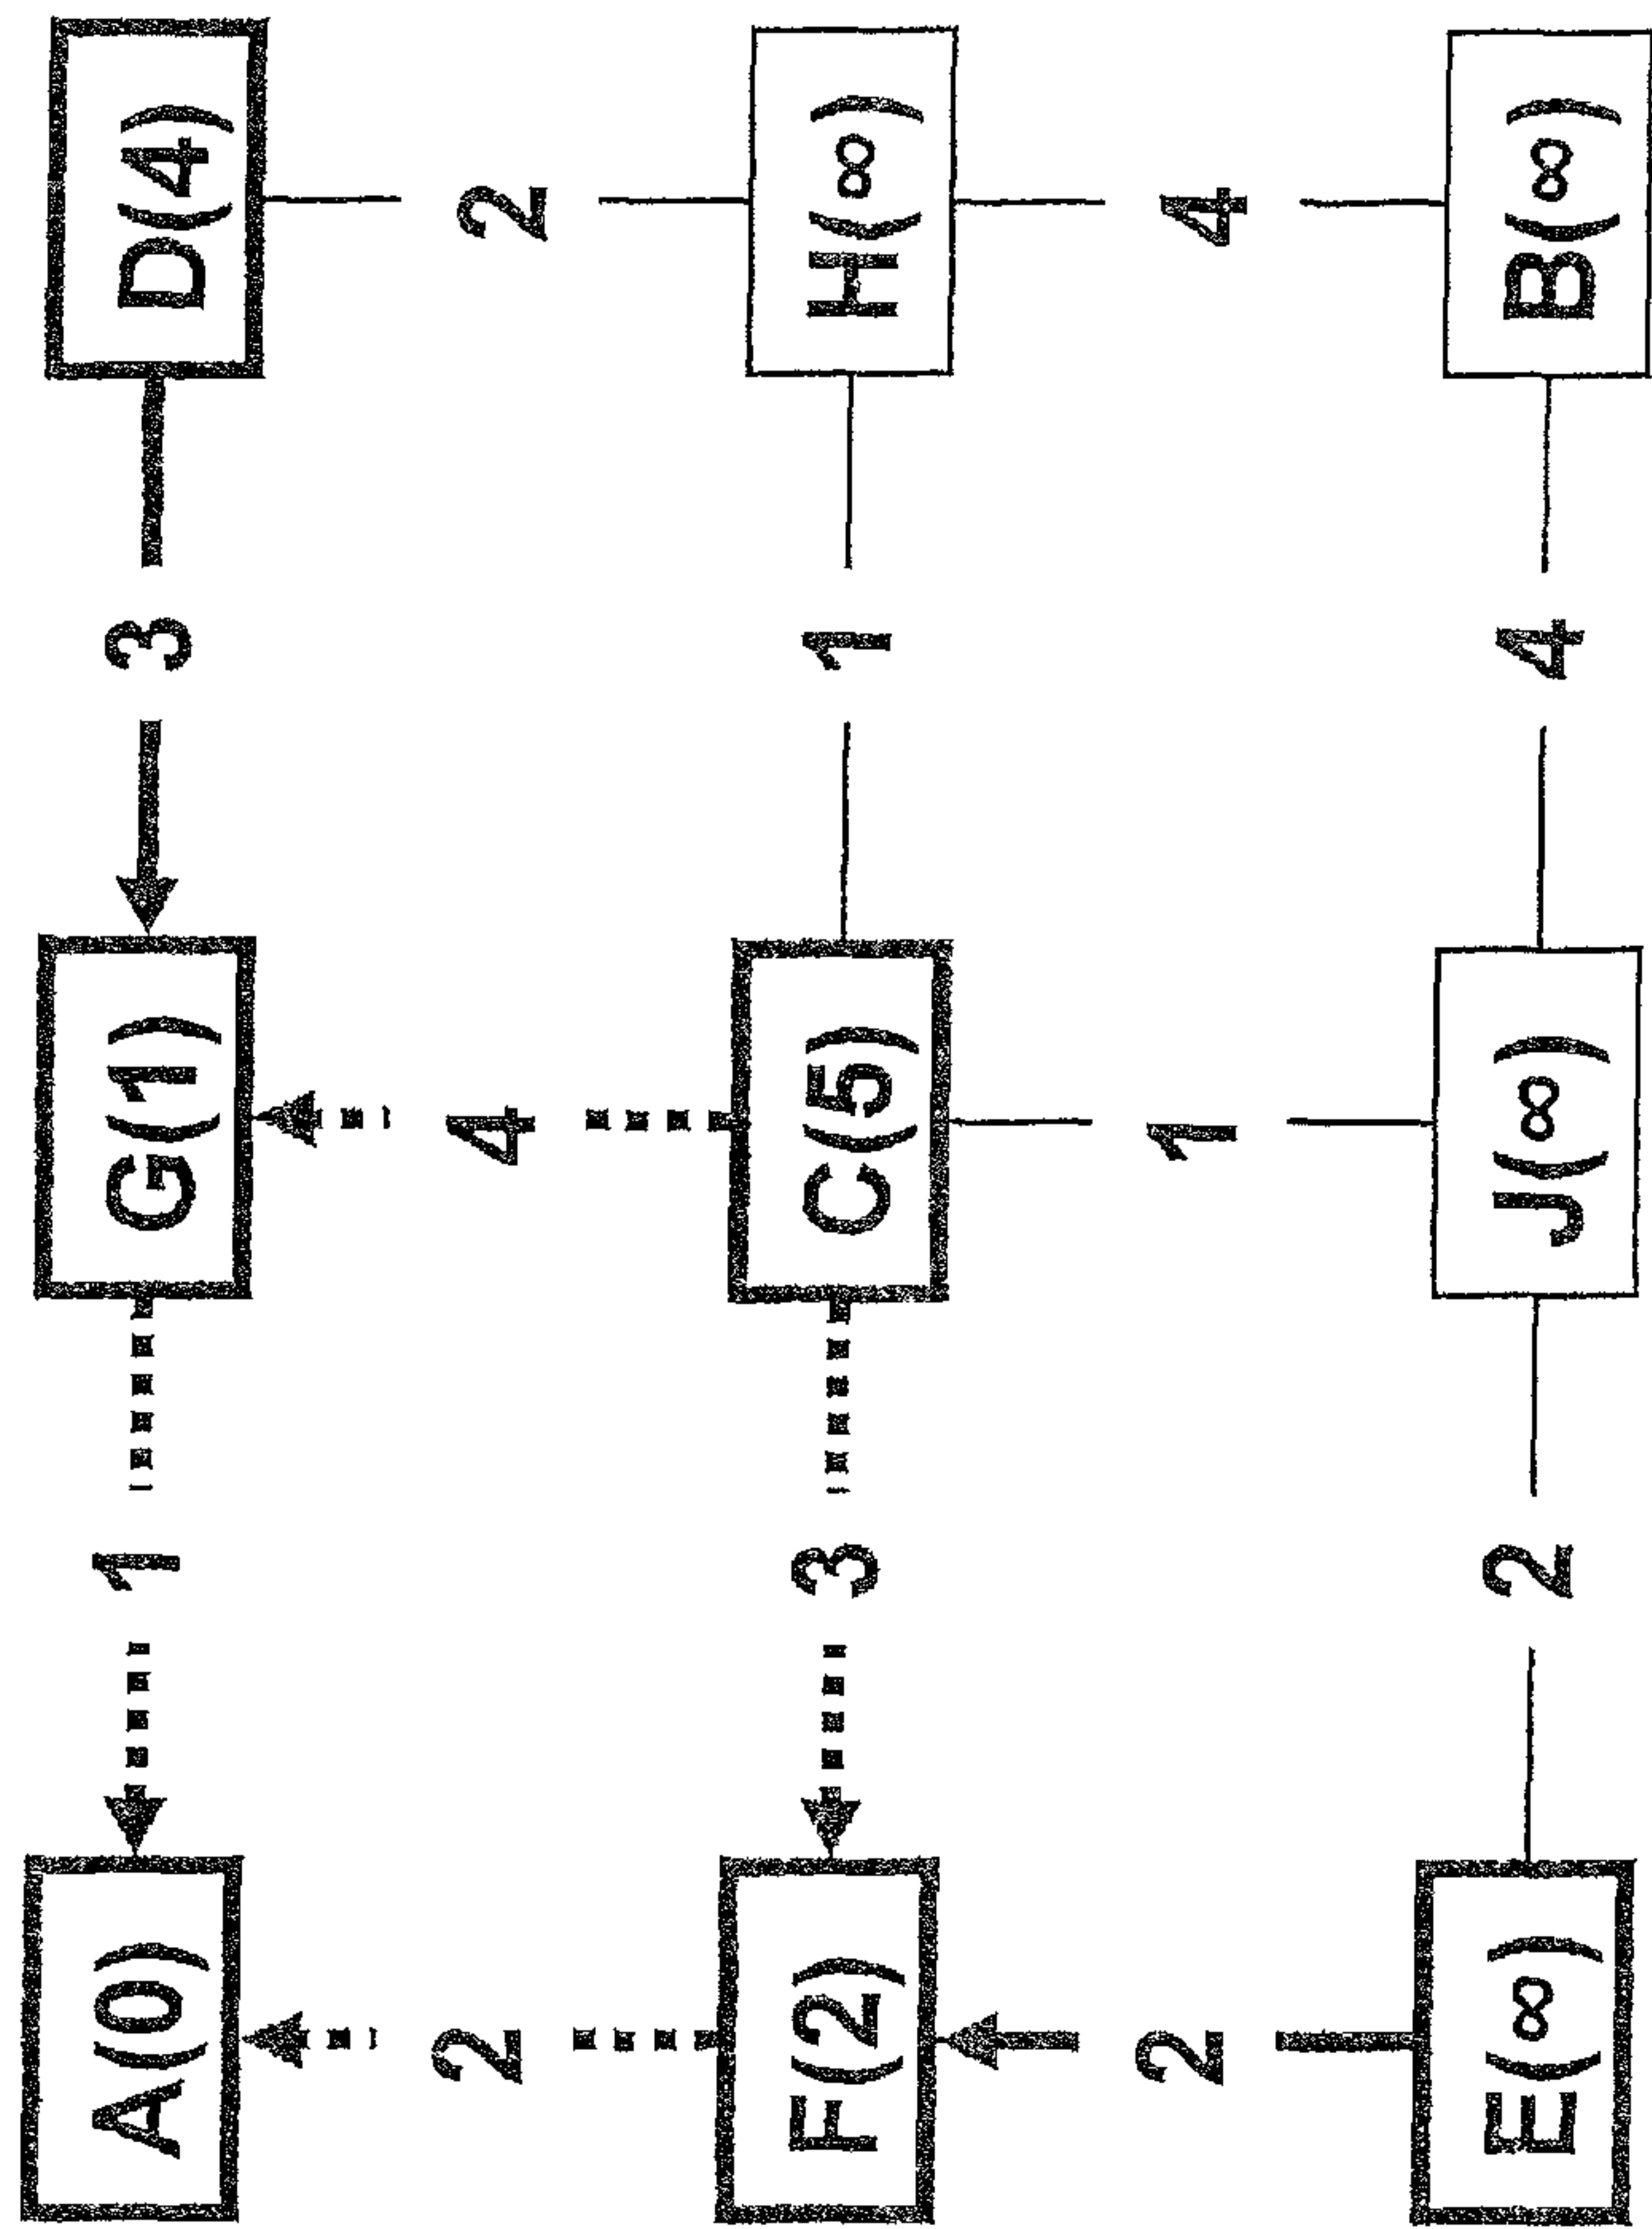 A(0) 1 G(1) 3 D(4)
2 4 2
F(2) 3 C(5) 1 H(∞)
2 1 4
E(∞) 2 J(∞) 4 B(∞)